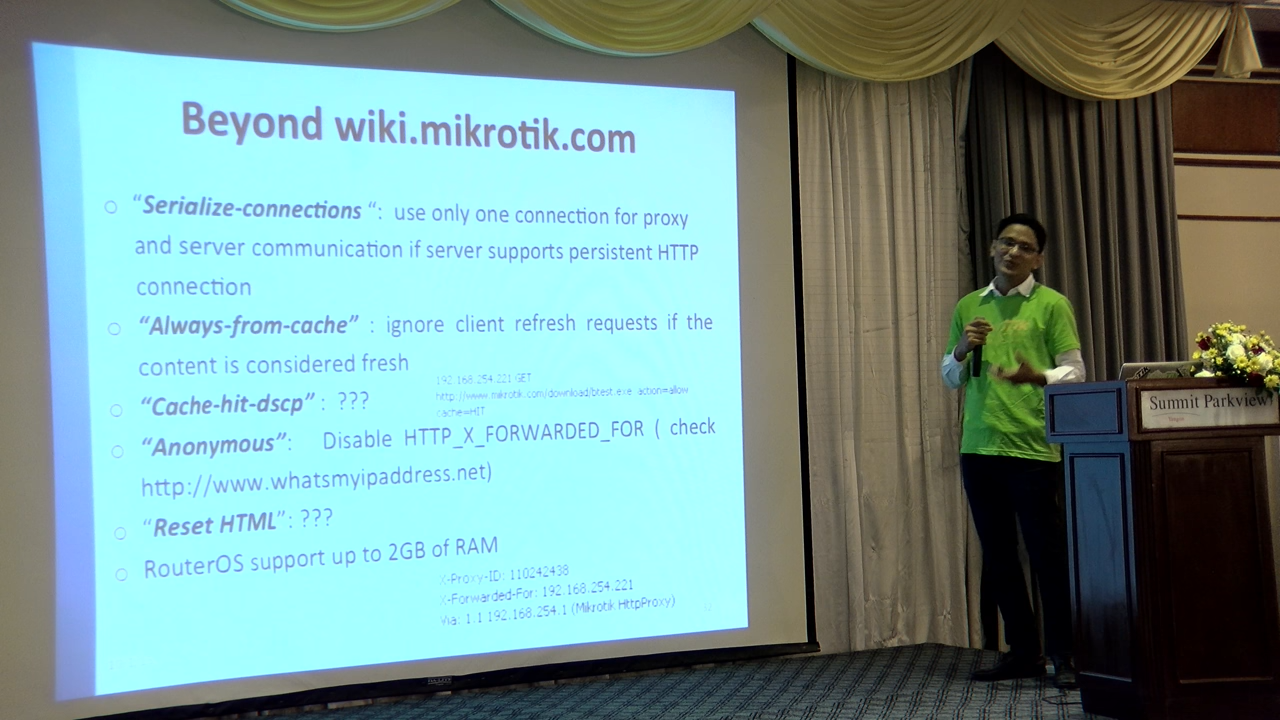 Beyond wiki.mikrotik.com
○ “Serialize-connections “: use only one connection for proxy
and server communication if server supports persistent HTTP
connection
○ “Always-from-cache” : ignore client refresh requests if the
content is considered fresh
192.168.254.221 GET
http://www.mikrotik.com/download/btest.exe action=allow
cache=HIT
○ “Cache-hit-dscp” : ???
○ “Anonymous”: Disable HTTP_X_FORWARDED_FOR ( check
http://www.whatsmyipaddress.net)
○ “Reset HTML”: ???
○ RouterOS support up to 2GB of RAM
X-Proxy-ID: 110242438
X-Forwarded-For: 192.168.254.221
Via: 1.1 192.168.254.1 (Mikrotik HttpProxy)
Summit Parkview